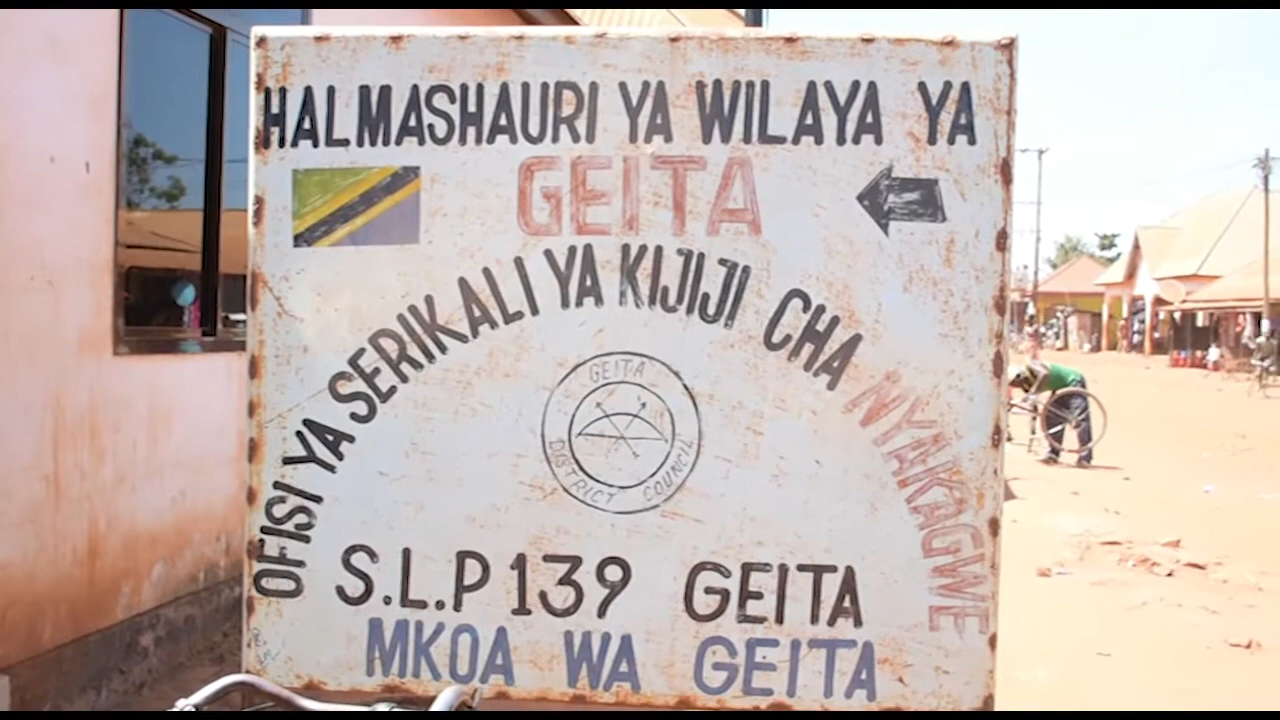 HALMASHAURI YA WILAYA YA
GEITA
OFISI YA SERIKALI YA KIJIJI CHA NYAKAGWE
GEITA
DISTRICT COUNCIL
S.L.P 139 GEITA
MKOA WA GEITA